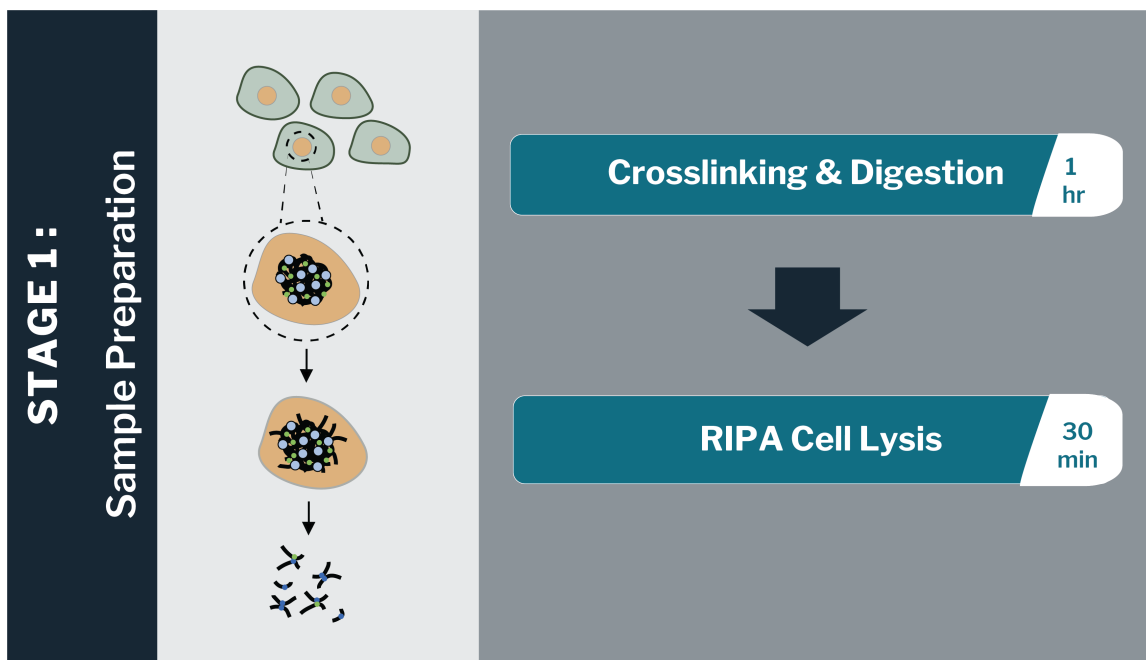 STAGE 1:
Sample Preparation
Crosslinking & Digestion
1
hr
RIPA Cell Lysis
30
min